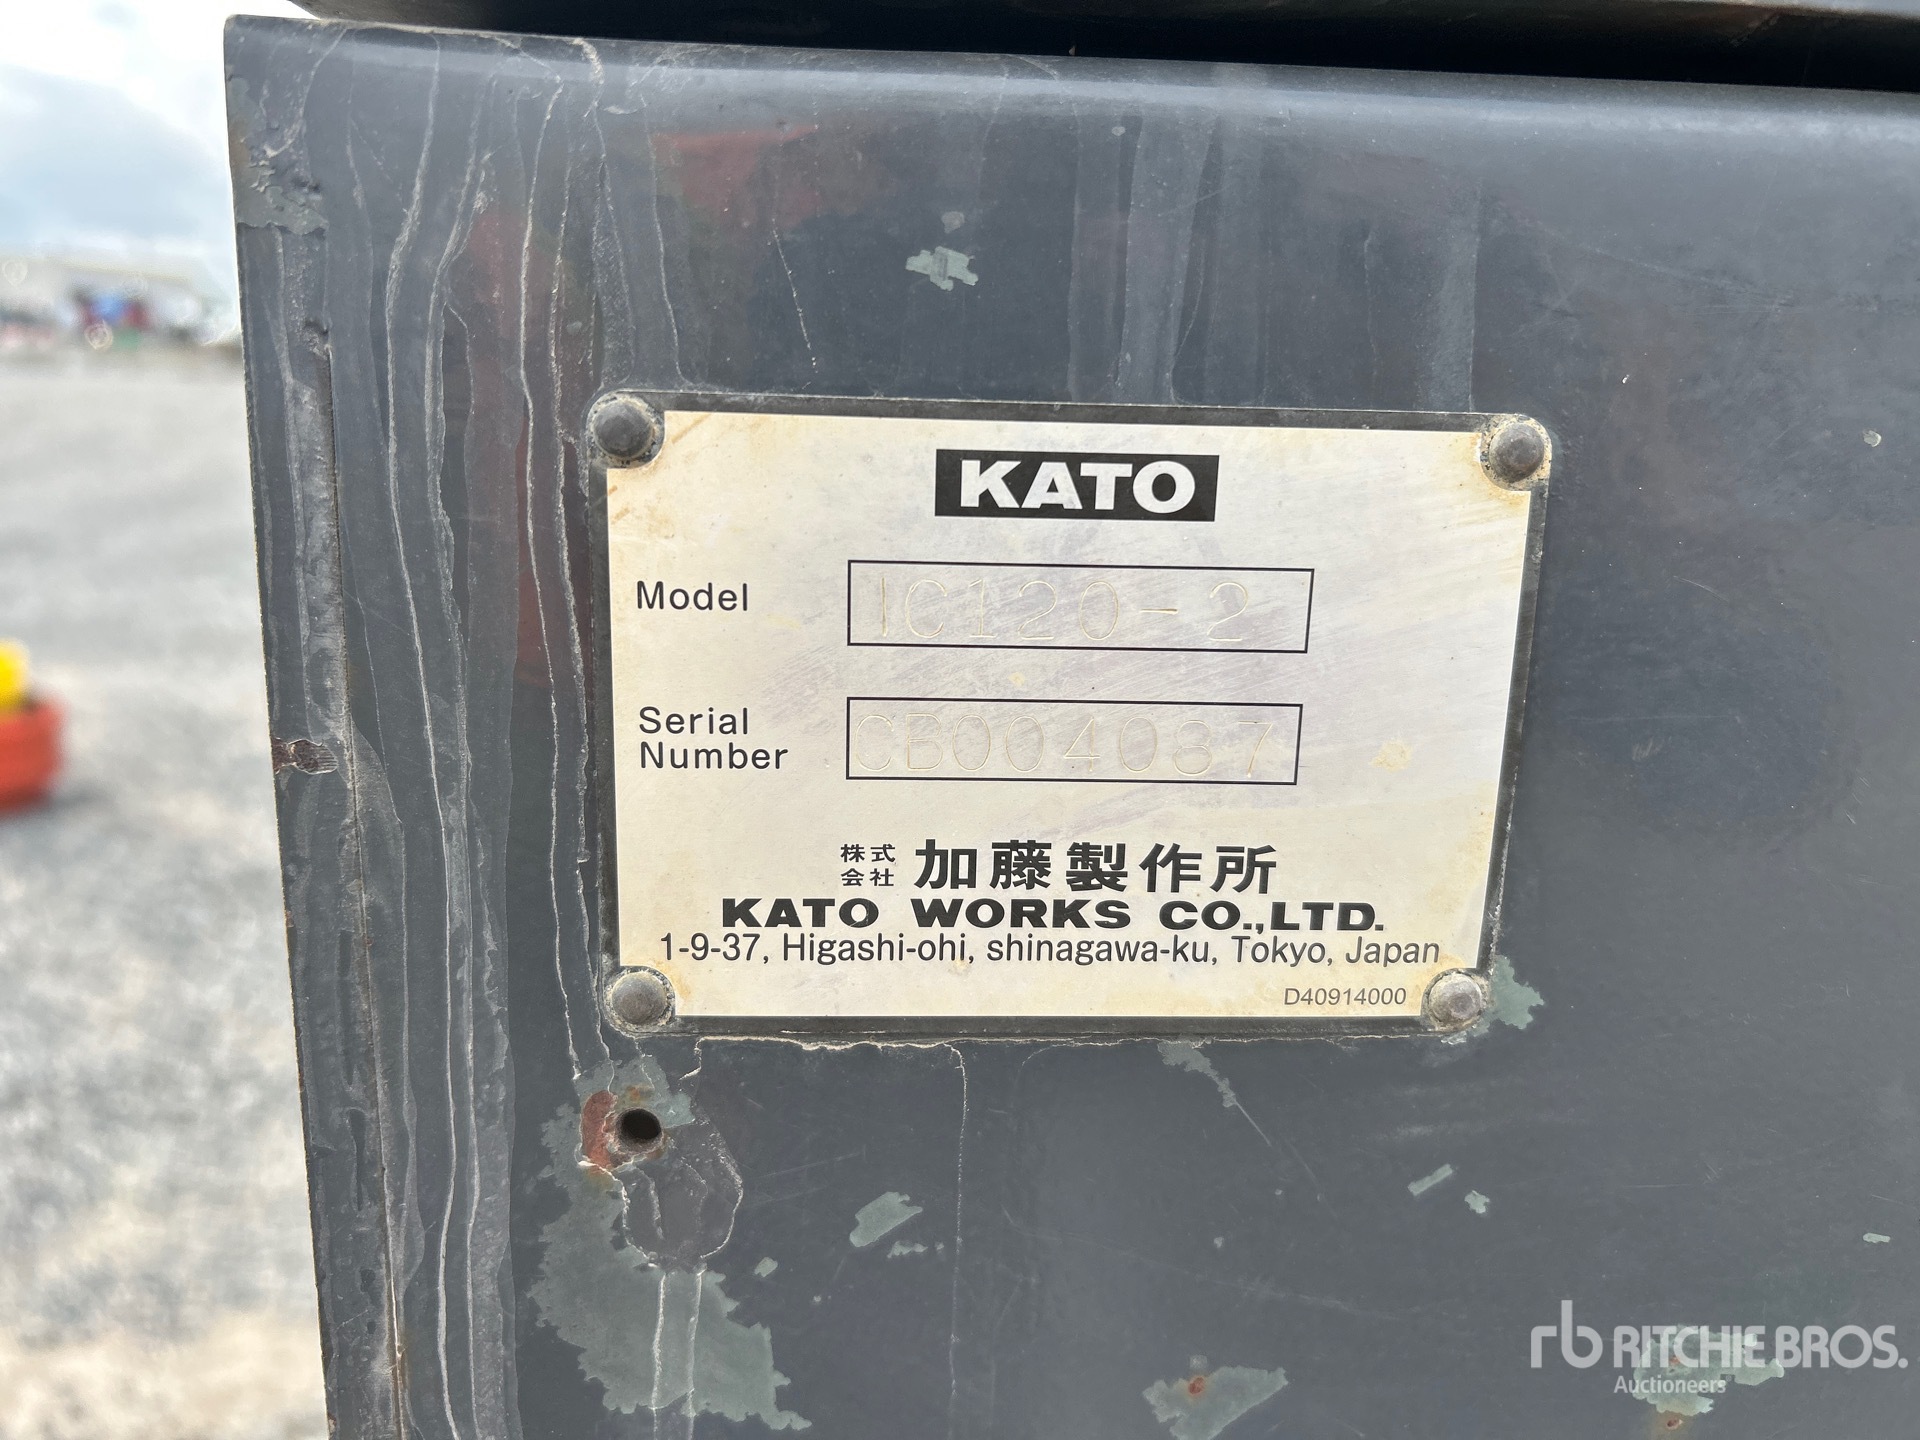 KATO
Model IC120-2
Serial Number CB004087
株式会社 加藤製作所
KATO WORKS CO.,LTD.
1-9-37, Higashi-ohi, shinagawa-ku, Tokyo, Japan
D40914000
rb RITCHIE BROS.
Auctioneers